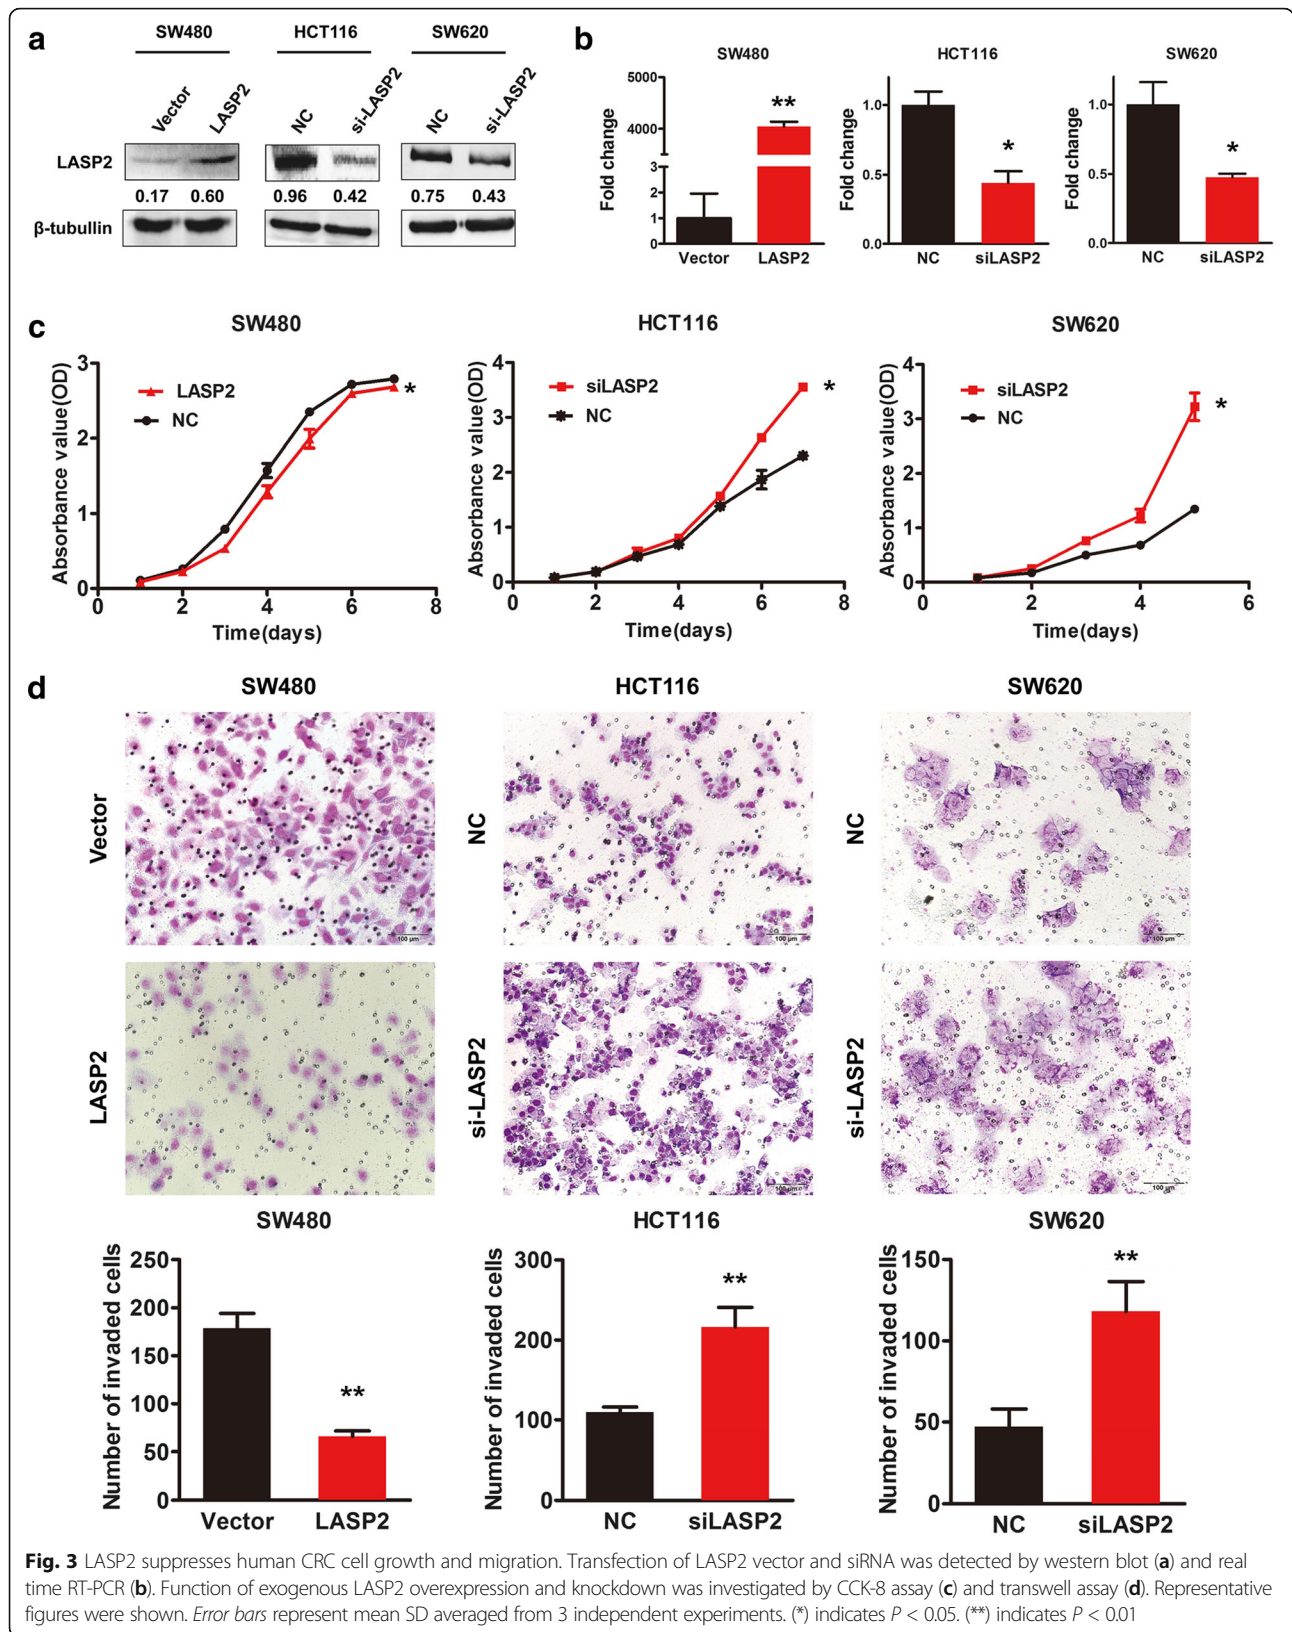 a
SW480 HCT116 SW620
Vector LASP2 NC si-LASP2 NC si-LASP2
LASP2
0.17 0.60 0.96 0.42 0.75 0.43
β-tubullin
b
SW480
Fold change
5000
4000
3
2
1
0
Vector LASP2
**
HCT116
Fold change
1.0
0.5
0.0
NC siLASP2
*
SW620
Fold change
1.0
0.5
0.0
NC siLASP2
*
c
SW480
Absorbance value(OD)
3
2
1
0
LASP2
NC
*
0 2 4 6 8
Time(days)
HCT116
Absorbance value(OD)
4
3
2
1
0
siLASP2
NC
*
0 2 4 6 8
Time(days)
SW620
Absorbance value(OD)
4
3
2
1
0
siLASP2
NC
*
0 2 4 6
Time(days)
d
SW480 HCT116 SW620
Vector NC NC
100 µm 100 µm 100 µm
LASP2 si-LASP2 si-LASP2
100 µm 100 µm
SW480
Number of invaded cells
250
200
150
100
50
0
**
Vector LASP2
HCT116
Number of invaded cells
300
200
100
0
**
NC siLASP2
SW620
Number of invaded cells
150
100
50
0
**
NC siLASP2
Fig. 3 LASP2 suppresses human CRC cell growth and migration. Transfection of LASP2 vector and siRNA was detected by western blot (a) and real
time RT-PCR (b). Function of exogenous LASP2 overexpression and knockdown was investigated by CCK-8 assay (c) and transwell assay (d). Representative
figures were shown. Error bars represent mean SD averaged from 3 independent experiments. (*) indicates P < 0.05. (**) indicates P < 0.01